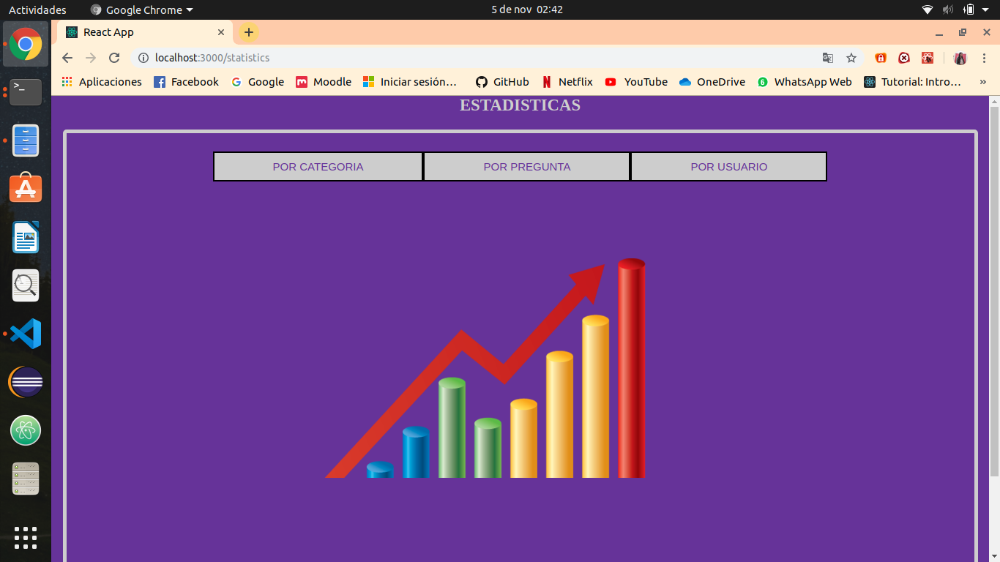 Actividades Google Chrome 5 de nov 02:42
React App
localhost:3000/statistics
Aplicaciones Facebook Google Moodle Iniciar sesión… GitHub Netflix YouTube OneDrive 6 WhatsApp Web Tutorial: Intro… »
ESTADISTICAS
POR CATEGORIA POR PREGUNTA POR USUARIO